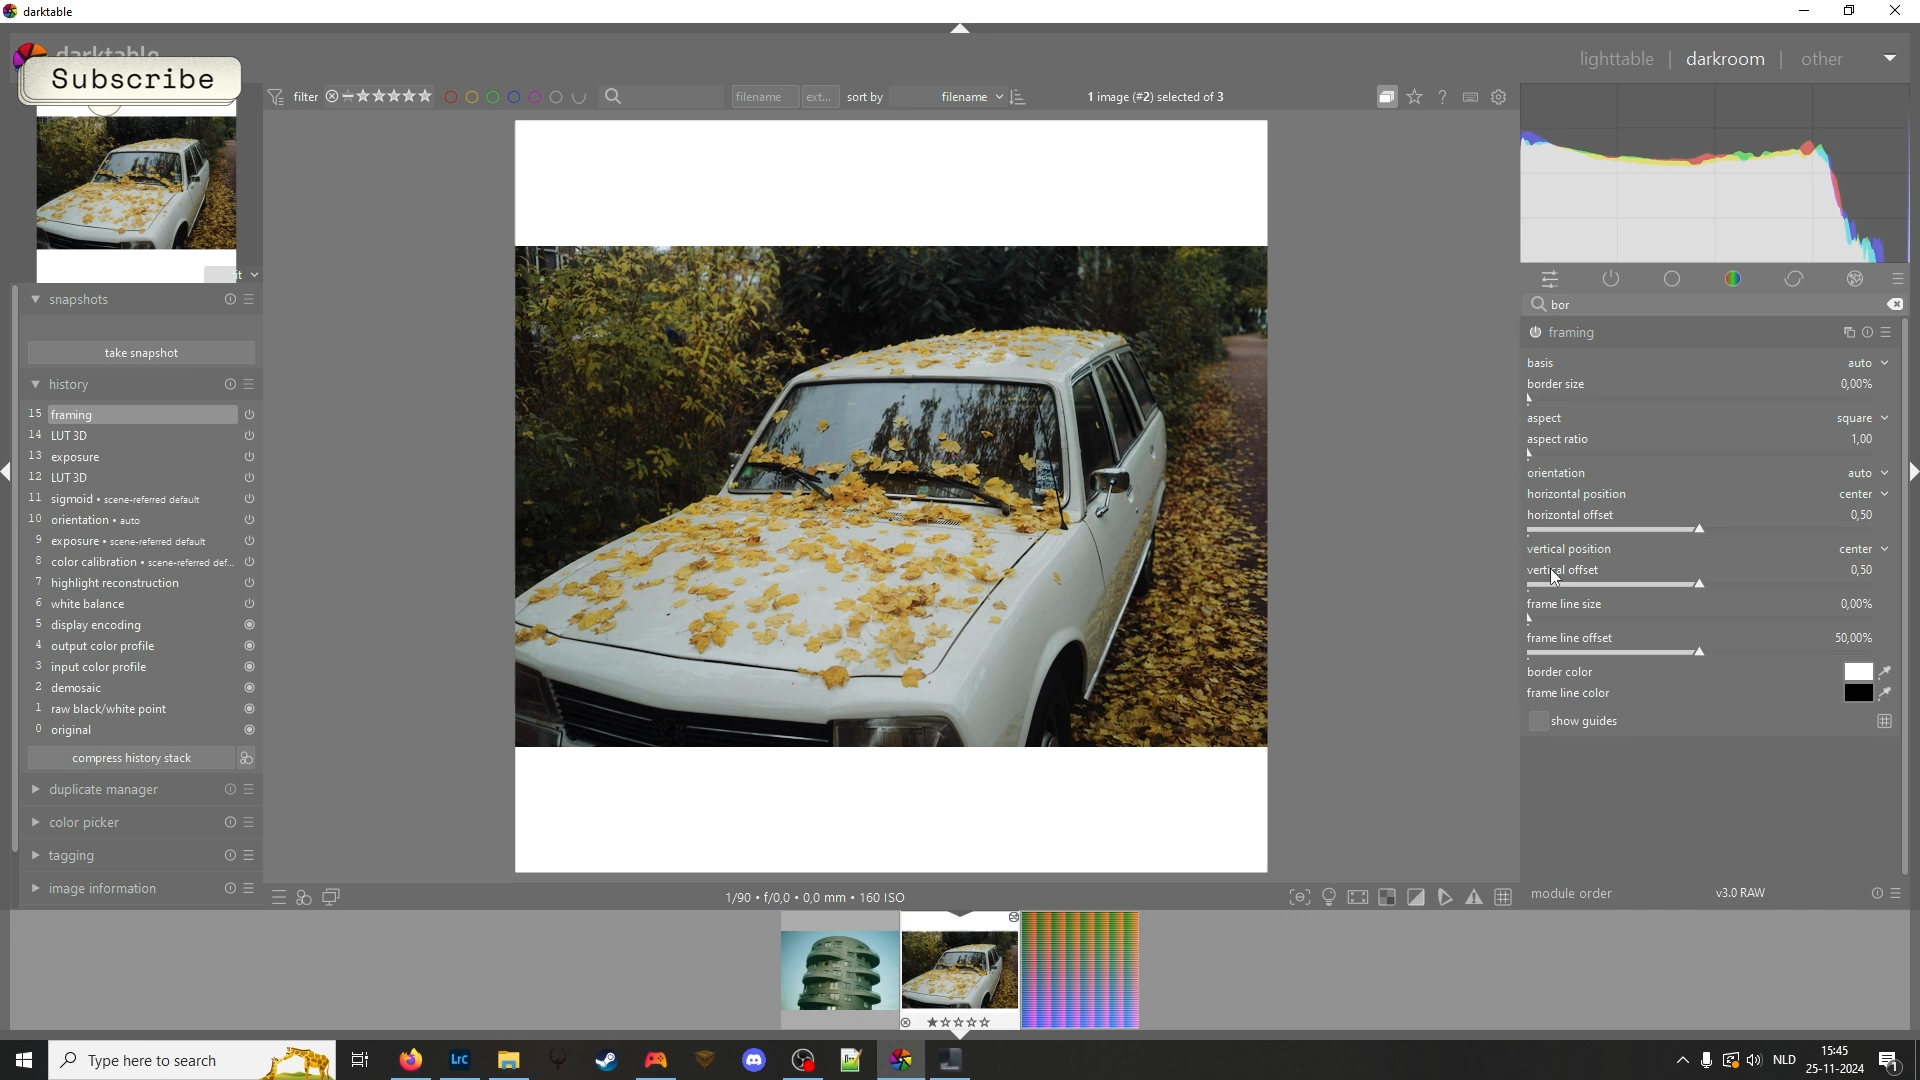 darktable
darktable
Subscribe
lighttable | darkroom | other
filter
filename
ext...
sort by
filename
1 image (#2) selected of 3
?
fit
snapshots
take snapshot
history
15 framing
14 LUT 3D
13 exposure
12 LUT 3D
11 sigmoid • scene-referred default
10 orientation • auto
9 exposure • scene-referred default
8 color calibration • scene-referred def...
7 highlight reconstruction
6 white balance
5 display encoding
4 output color profile
3 input color profile
2 demosaic
1 raw black/white point
0 original
compress history stack
duplicate manager
color picker
tagging
image information
1/90 • f/0,0 • 0,0 mm • 160 ISO
bor
framing
basis auto
border size 0,00%
aspect square
aspect ratio 1,00
orientation auto
horizontal position center
horizontal offset 0,50
vertical position center
vertical offset 0,50
frame line size 0,00%
frame line offset 50,00%
border color
frame line color
show guides
module order v3.0 RAW
Type here to search
Lrc
NLD
15:45
25-11-2024
1